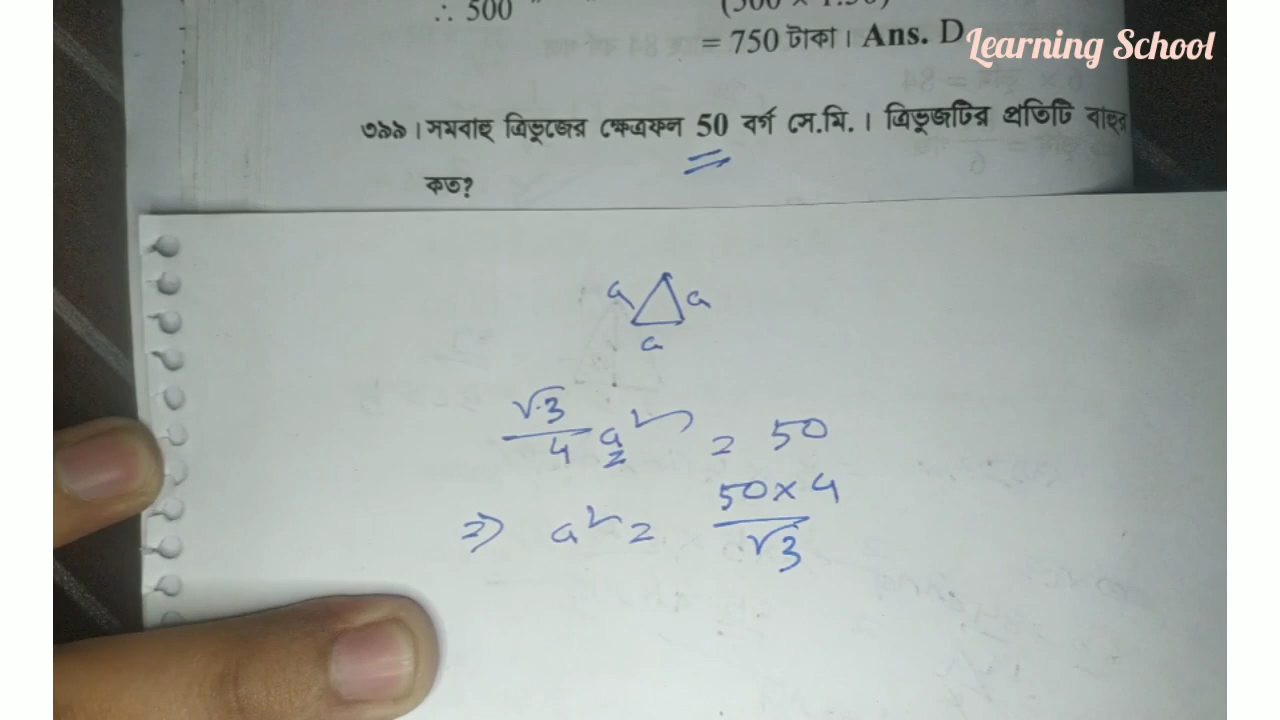 ∴ 500 "
= 750 টাকা। Ans. D
Learning School
৩৯৯। সমবাহু ত্রিভূজের ক্ষেত্রফল 50 বর্গ সে.মি.। ত্রিভূজটির প্রতিটি বাহুর
কত?
a a
a
√3/4 a² = 50
⇒ a² = 50×4/√3